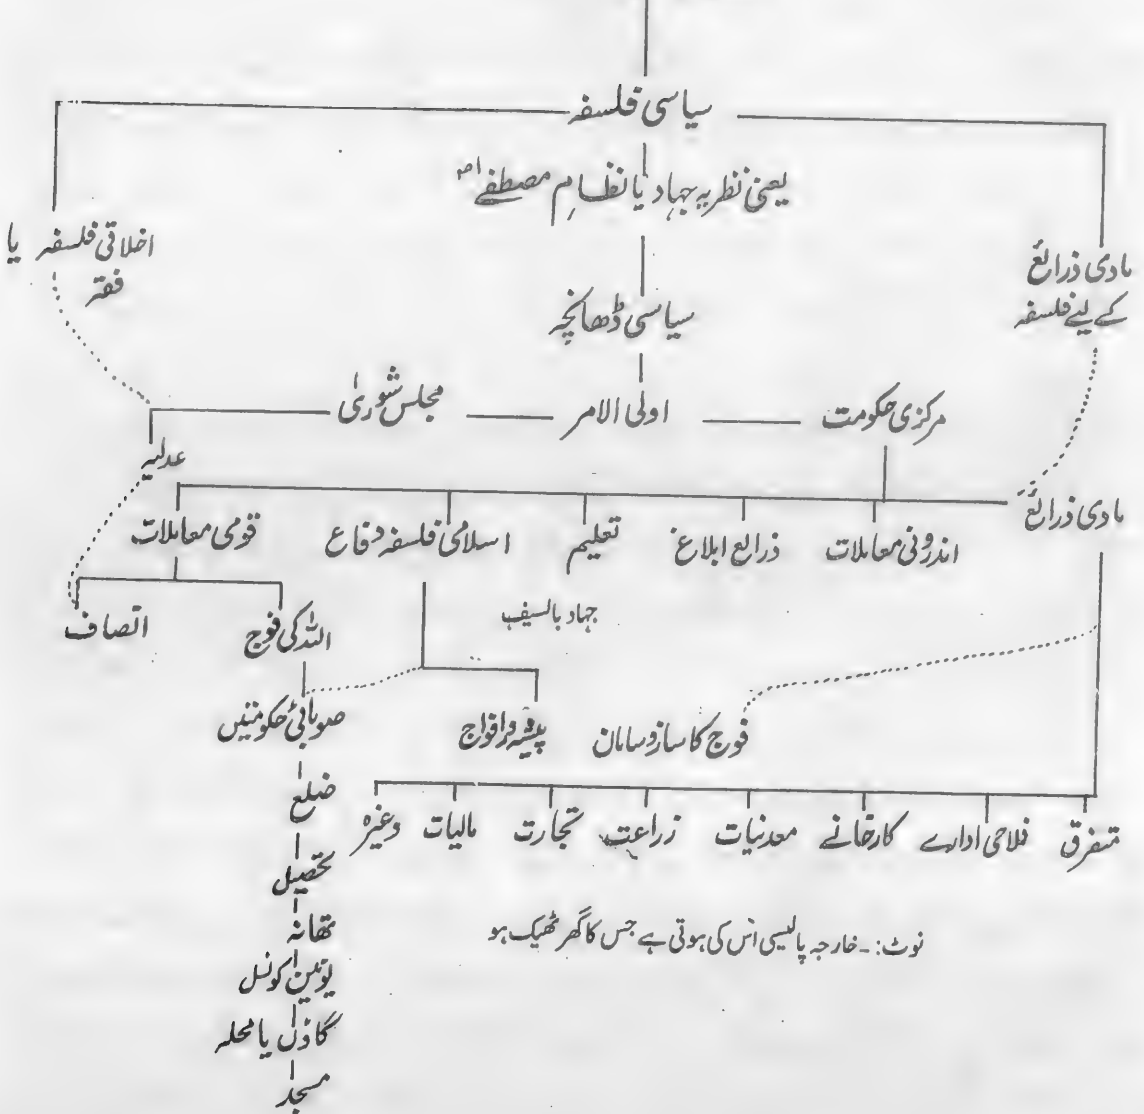 سیاسی فلسفہ
یعنی نظریہ جہاد یا نظامِ مصطفےٰ
مادی ذرائع
کے لئے فلسفہ
اخلاقی فلسفہ یا
فقر
سیاسی ڈھانچہ
مرکزی حکومت
اولی الامر
مجلس شوریٰ
عدلیہ
مادی ذرائع
اندرونی معاملات
ذرائع ابلاغ
تعلیم
اسلامی فلسفہ دفاع
قومی معاملات
جہاد بالسیف
اللہ کی فوج
انصاف
فوج کا ساز و سامان
پیشہ ور افواج
صوبائی حکومتیں
متفرق
فلاحی ادارے
کارخانے
معدنیات
زراعت
تجارت
مالیات
وغیرہ
ضلع
تحصیل
تھانہ
یونین کونسل
گاؤں یا محلہ
مسجد
نوٹ:- خارجہ پالیسی اُس کی ہوتی ہے جس کا گھر ٹھیک ہو